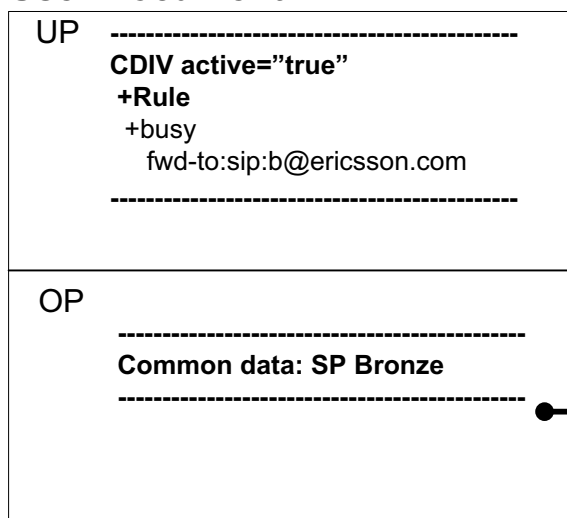 UP
----------------------------------------------
CDIV active=”true”
+Rule
+busy
fwd-to:sip:b@ericsson.com
----------------------------------------------
OP
----------------------------------------------
Common data: SP Bronze
----------------------------------------------